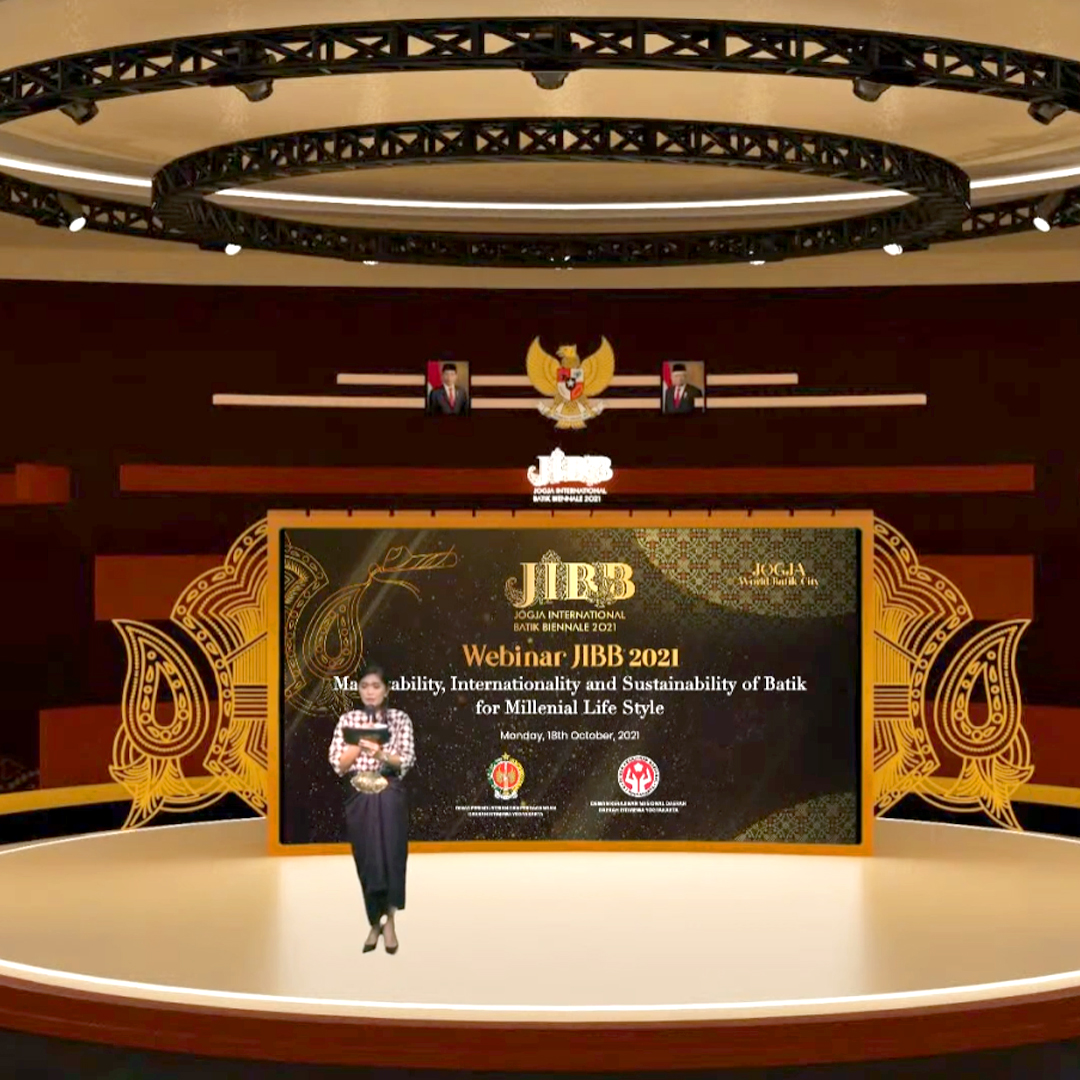 JIBB
JOGJA INTERNATIONAL
BATIK BIENNALE 2021
JIBB
JOGJA INTERNATIONAL
BATIK BIENNALE 2021
JOGJA
World Batik City
Webinar JIBB 2021
Ma ability, Internationality and Sustainability of Batik
for Millenial Life Style
Monday, 18th October, 2021